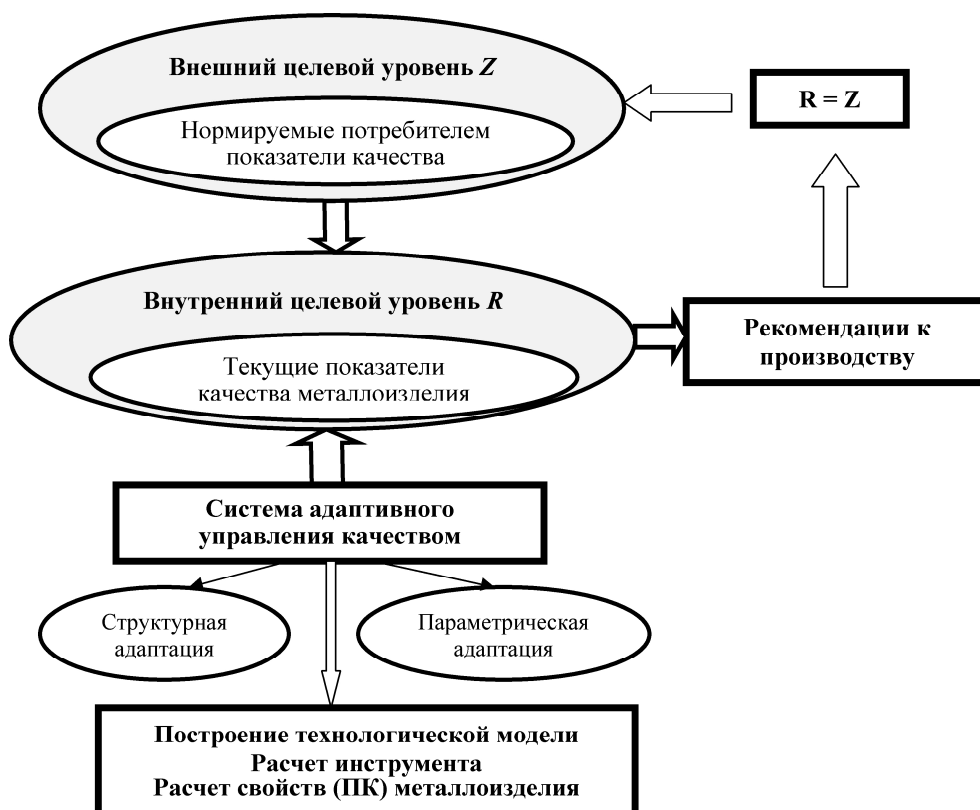 Внешний целевой уровень Z
Нормируемые потребителем
показатели качества
R = Z
Внутренний целевой уровень R
Текущие показатели
качества металлоизделия
Рекомендации к
производству
Система адаптивного
управления качеством
Структурная
адаптация
Параметрическая
адаптация
Построение технологической модели
Расчет инструмента
Расчет свойств (ПК) металлоизделия